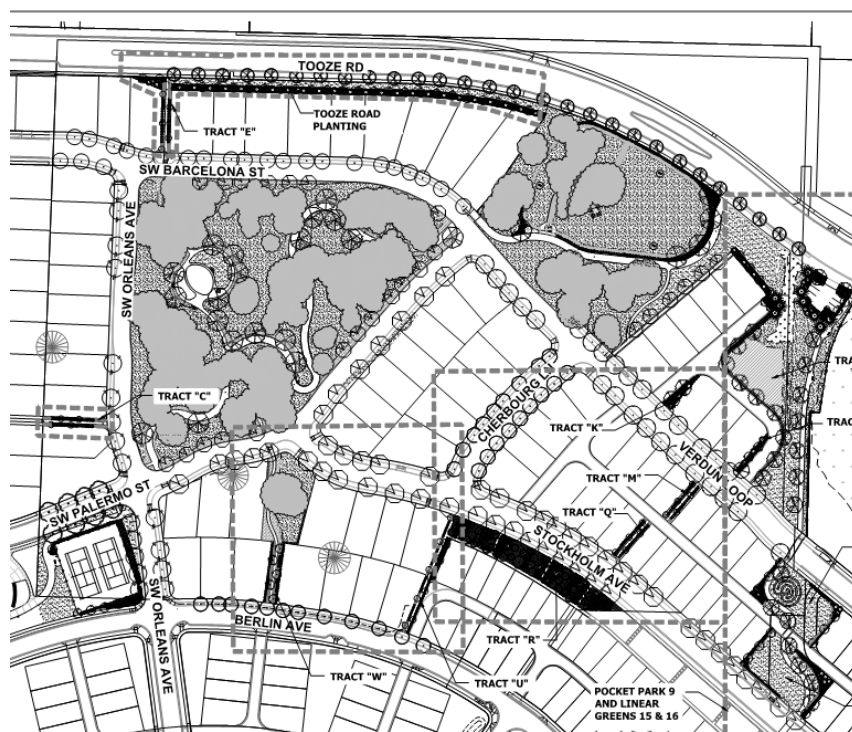 TOOZE RD
TOOZE ROAD
PLANTING
TRACT "E"
SW BARCELONA ST
SW ORLEANS AVE
TRACT "C"
CHERBOURG
TRACT "K"
VERDUN LOOP
TRACT "M"
TRACT "Q"
SW PALERMO ST
STOCKHOLM AVE
SW ORLEANS AVE
BERLIN AVE
TRACT "R"
TRACT "W"
TRACT "U"
POCKET PARK 9
AND LINEAR
GREENS 15 & 16